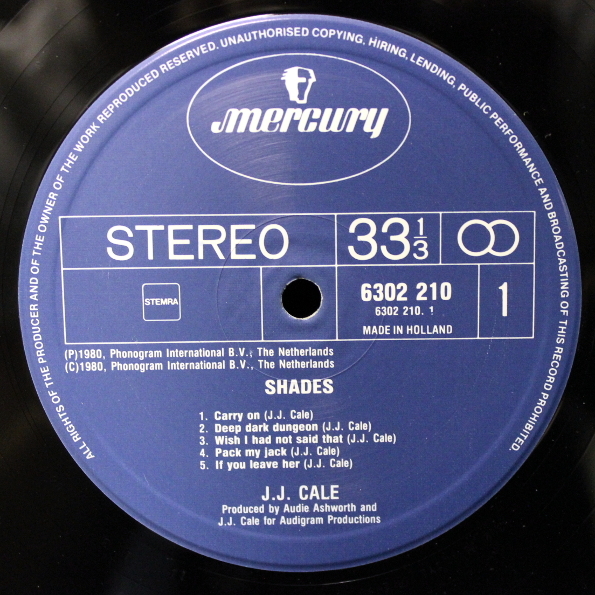 ALL RIGHTS OF THE PRODUCER AND OF THE OWNER OF THE WORK REPRODUCED RESERVED. UNAUTHORISED COPYING, HIRING, LENDING, PUBLIC PERFORMANCE AND BROADCASTING OF THIS RECORD PROHIBITED.
mercury
STEREO 33 1/3
STEMRA
6302 210 1
6302 210. 1
MADE IN HOLLAND
(P)1980, Phonogram International B.V., The Netherlands
(C)1980, Phonogram International B.V., The Netherlands
SHADES
1. Carry on (J.J. Cale)
2. Deep dark dungeon (J.J. Cale)
3. Wish I had not said that (J.J. Cale)
4. Pack my jack (J.J. Cale)
5. If you leave her (J.J. Cale)
J.J. CALE
Produced by Audie Ashworth and
J.J. Cale for Audigram Productions